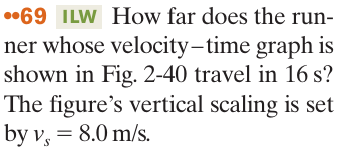 ••69 ILW How far does the run-
ner whose velocity–time graph is
shown in Fig. 2-40 travel in 16 s?
The figure's vertical scaling is set
by vₛ = 8.0 m/s.